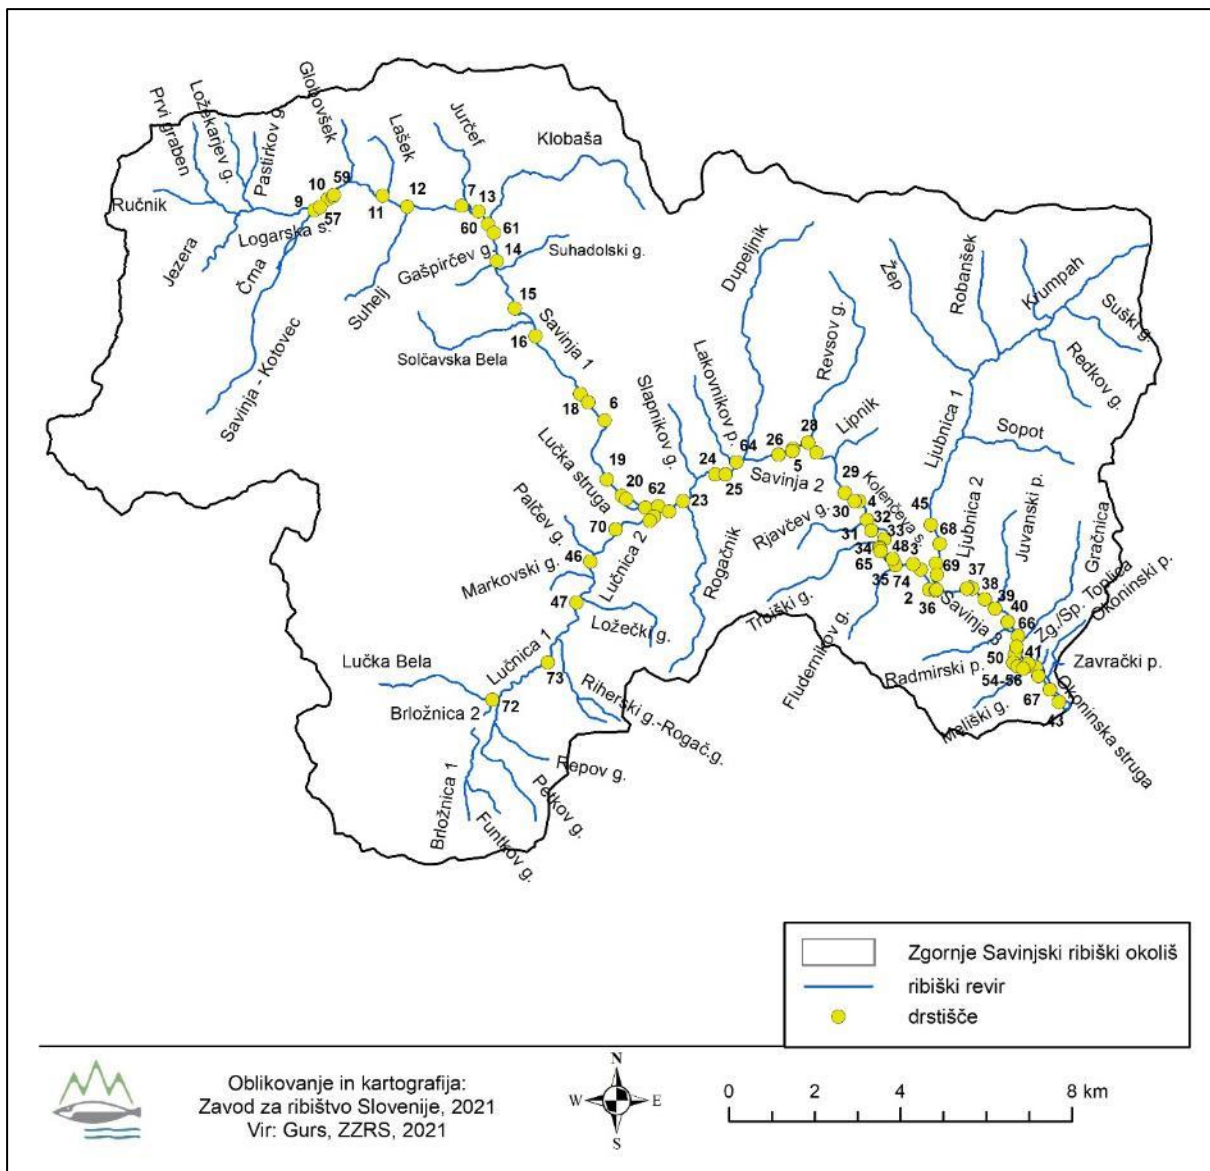 Globovšek
Ložekarjev g.
Prvi graben
Pastirkov g.
Lašek
Jurčef
Klobaša
59
10
12
7
13
Ručnik
9
57
11
60
61
Logarska s.
Jezera
Črna
Gašpirčev g.
14
Suhadolski g.
Suhelj
Dupeljnik
Žep
Robanšek
Krumpah
Suški g.
Redkov g.
15
Savinja 1
16
Solčavska Bela
Savinja - Kotovec
Revsov g.
Lakovnikov p.
Slapnikov g.
18
6
Lipnik
Ljubnica 1
Sopot
28
26
64
5
24
25
Savinja 2
19
Lučka struga
20
62
23
29
Kolenčeva s.
4
30
Rjavčev g.
32
31
33
45
68
Ljubnica 2
Juvanski p.
Gračnica
Palčev g.
70
46
Markovski g.
Lučnica 2
Rogačnik
34
48
3
65
35
74
69
37
38
39
2
36
Savinja 3
40
Zg./Sp. Toplica
Okoninski p.
47
Ložečki g.
Trbiški g.
Fludernikov g.
66
Radmirski p.
50
41
Zavrački p.
54-56
67
Meliški g.
43
Okoninska struga
Lučnica 1
Lučka Bela
73
Riherski g.-Rogač.g.
72
Brložnica 2
Repov g.
Petkov g.
Brložnica 1
Funtkov g.
Zgornje Savinjski ribiški okoliš
ribiški revir
drstišče
Oblikovanje in kartografija:
Zavod za ribištvo Slovenije, 2021
Vir: Gurs, ZZRS, 2021
N
W
E
S
0 2 4 8 km